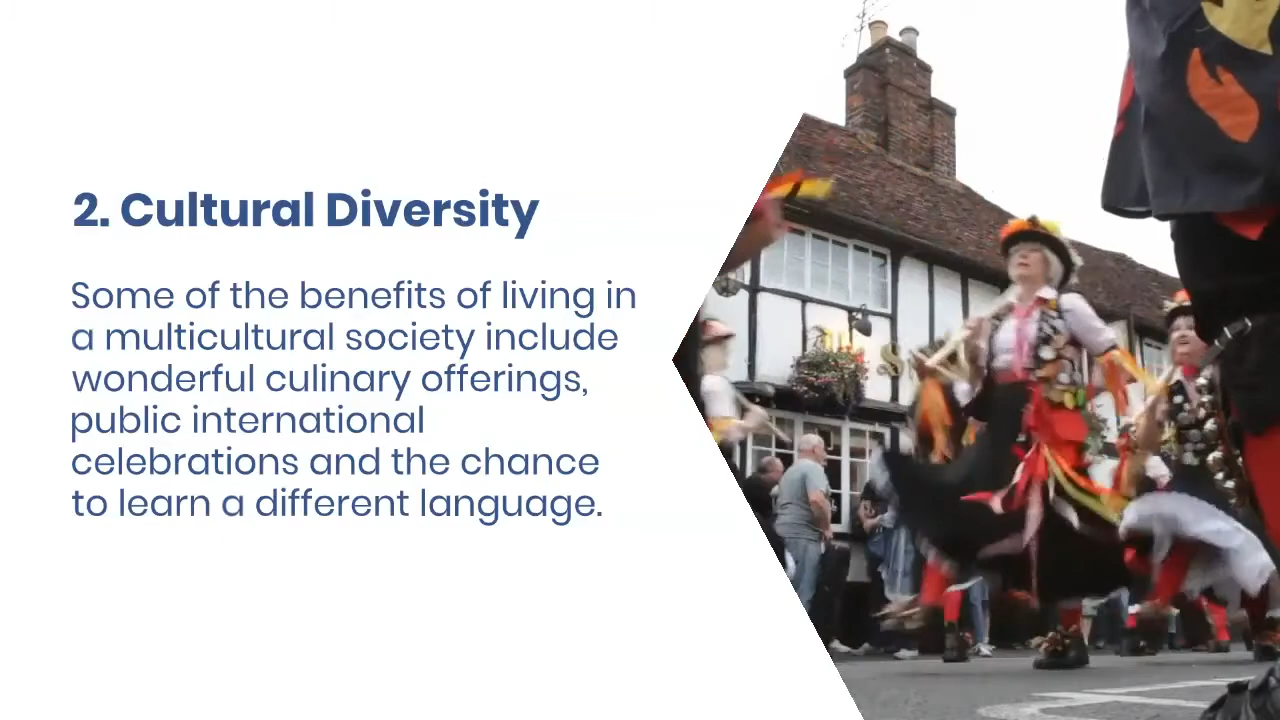 2. Cultural Diversity
Some of the benefits of living in
a multicultural society include
wonderful culinary offerings,
public international
celebrations and the chance
to learn a different language.